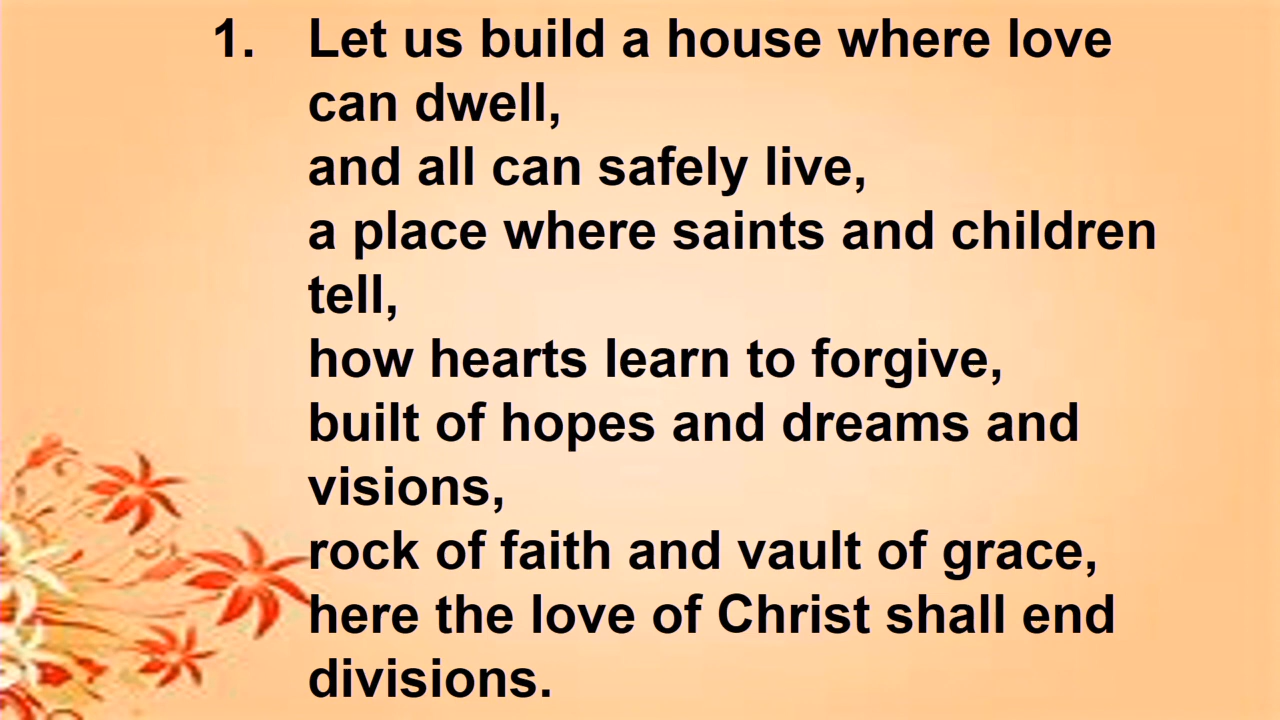 1. Let us build a house where love
can dwell,
and all can safely live,
a place where saints and children
tell,
how hearts learn to forgive,
built of hopes and dreams and
visions,
rock of faith and vault of grace,
here the love of Christ shall end
divisions.